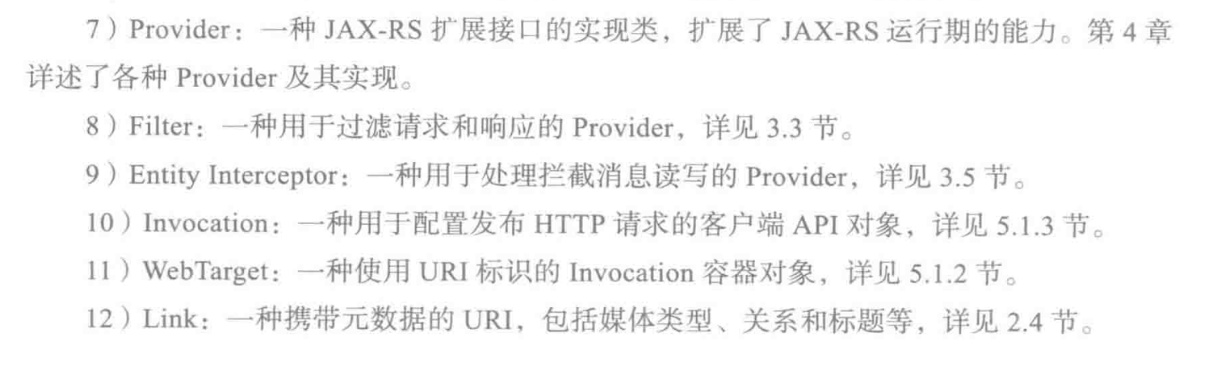 7）Provider：一种 JAX-RS 扩展接口的实现类，扩展了 JAX-RS 运行期的能力。第 4 章
详述了各种 Provider 及其实现。
8）Filter：一种用于过滤请求和响应的 Provider，详见 3.3 节。
9）Entity Interceptor：一种用于处理拦截消息读写的 Provider，详见 3.5 节。
10）Invocation：一种用于配置发布 HTTP 请求的客户端 API 对象，详见 5.1.3 节。
11）WebTarget：一种使用 URI 标识的 Invocation 容器对象，详见 5.1.2 节。
12）Link：一种携带元数据的 URI，包括媒体类型、关系和标题等，详见 2.4 节。